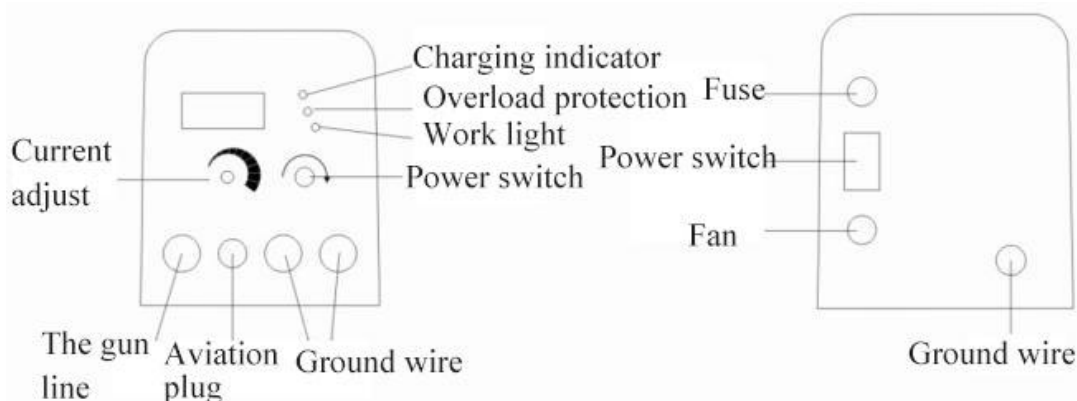 Charging indicator
Overload protection
Work light
Current
adjust
Power switch
The gun
line
Aviation
plug
Ground wire
Fuse
Power switch
Fan
Ground wire